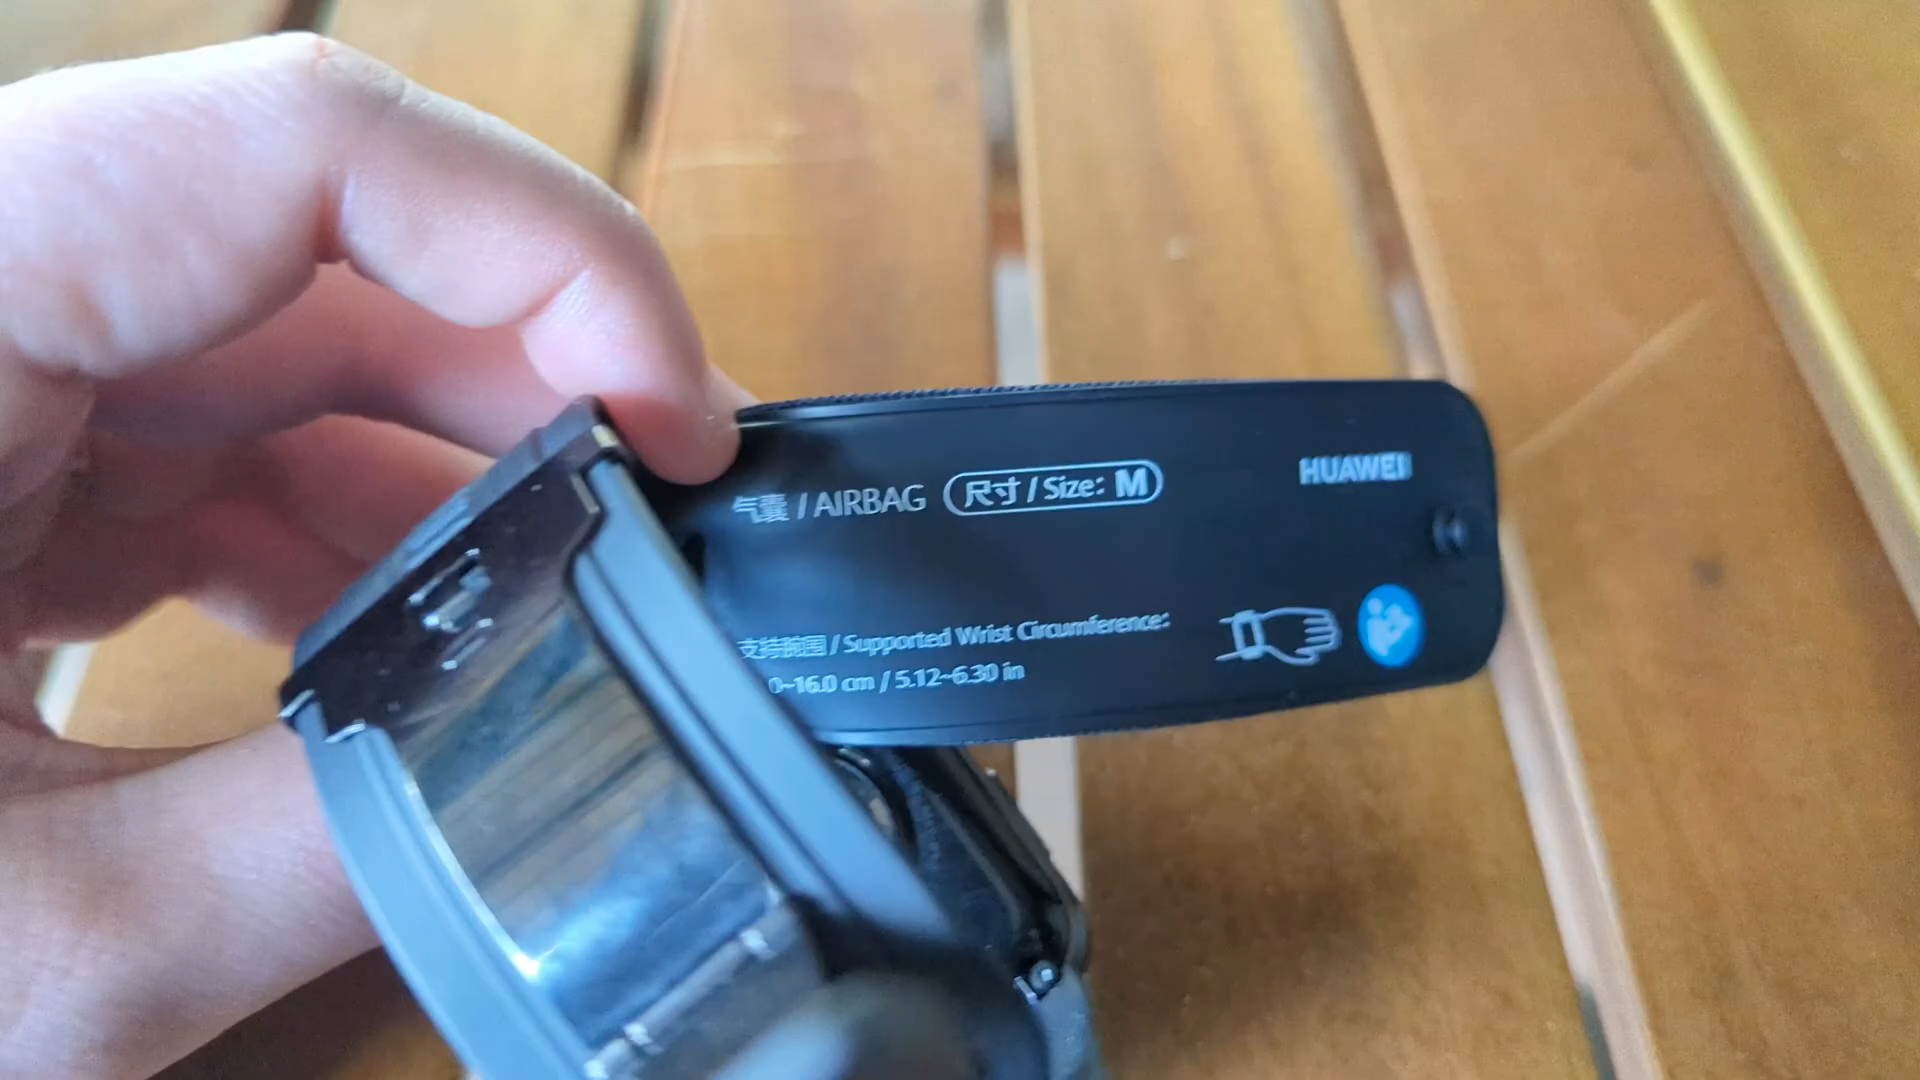 气囊 / AIRBAG 尺寸 / Size: M
HUAWEI
支持腕围 / Supported Wrist Circumference:
0~16.0 cm / 5.12~6.30 in